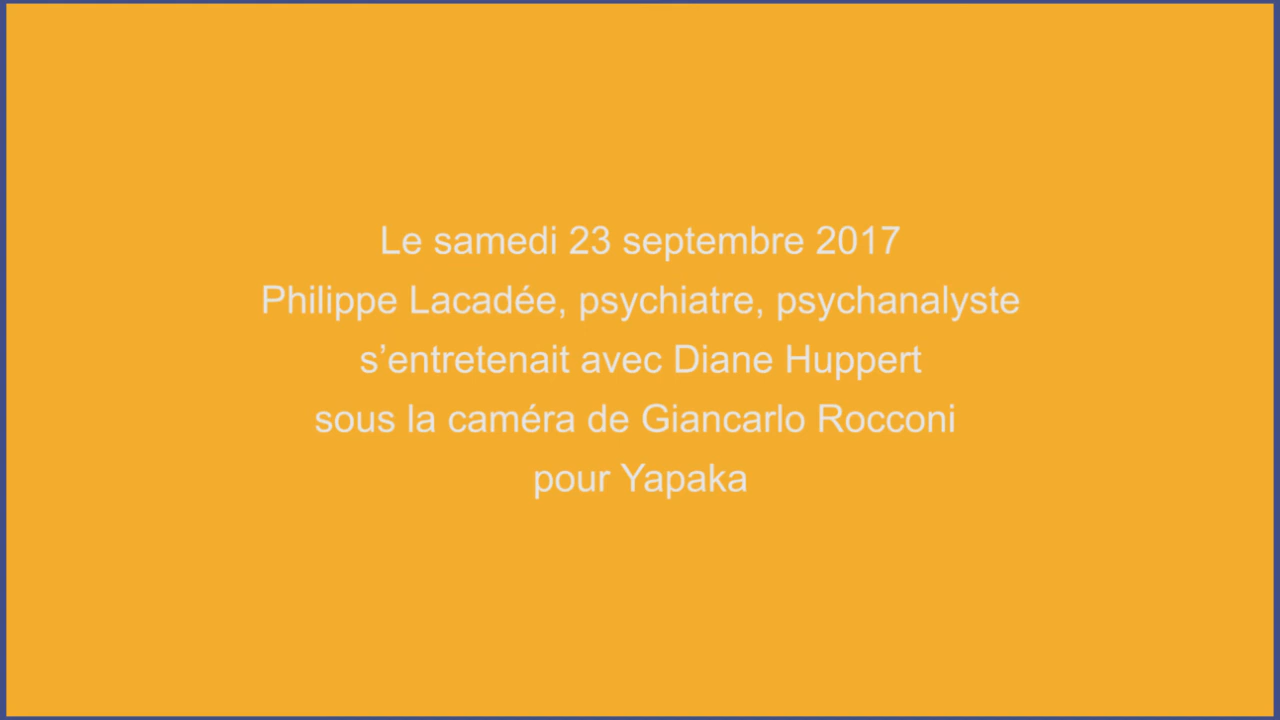 Le samedi 23 septembre 2017
Philippe Lacadée, psychiatre, psychanalyste
s’entretenait avec Diane Huppert
sous la caméra de Giancarlo Rocconi
pour Yapaka